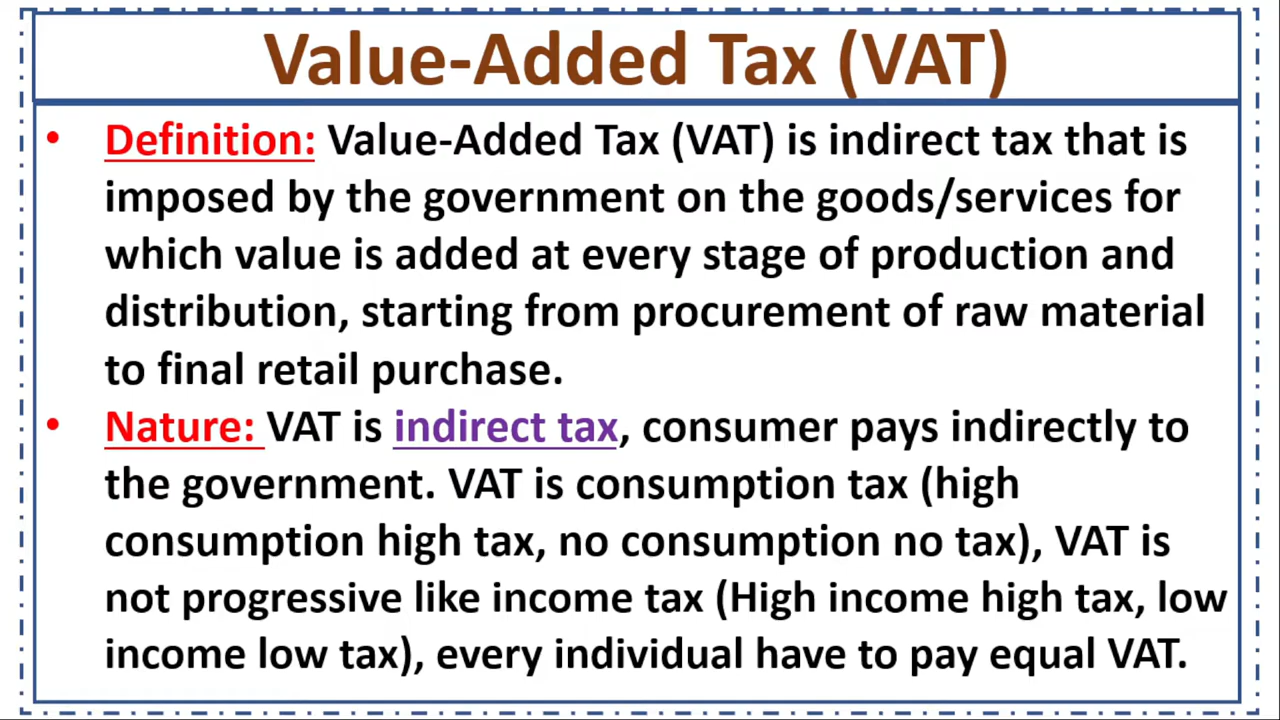 Value-Added Tax (VAT)
• Definition: Value-Added Tax (VAT) is indirect tax that is
imposed by the government on the goods/services for
which value is added at every stage of production and
distribution, starting from procurement of raw material
to final retail purchase.
• Nature: VAT is indirect tax, consumer pays indirectly to
the government. VAT is consumption tax (high
consumption high tax, no consumption no tax), VAT is
not progressive like income tax (High income high tax, low
income low tax), every individual have to pay equal VAT.